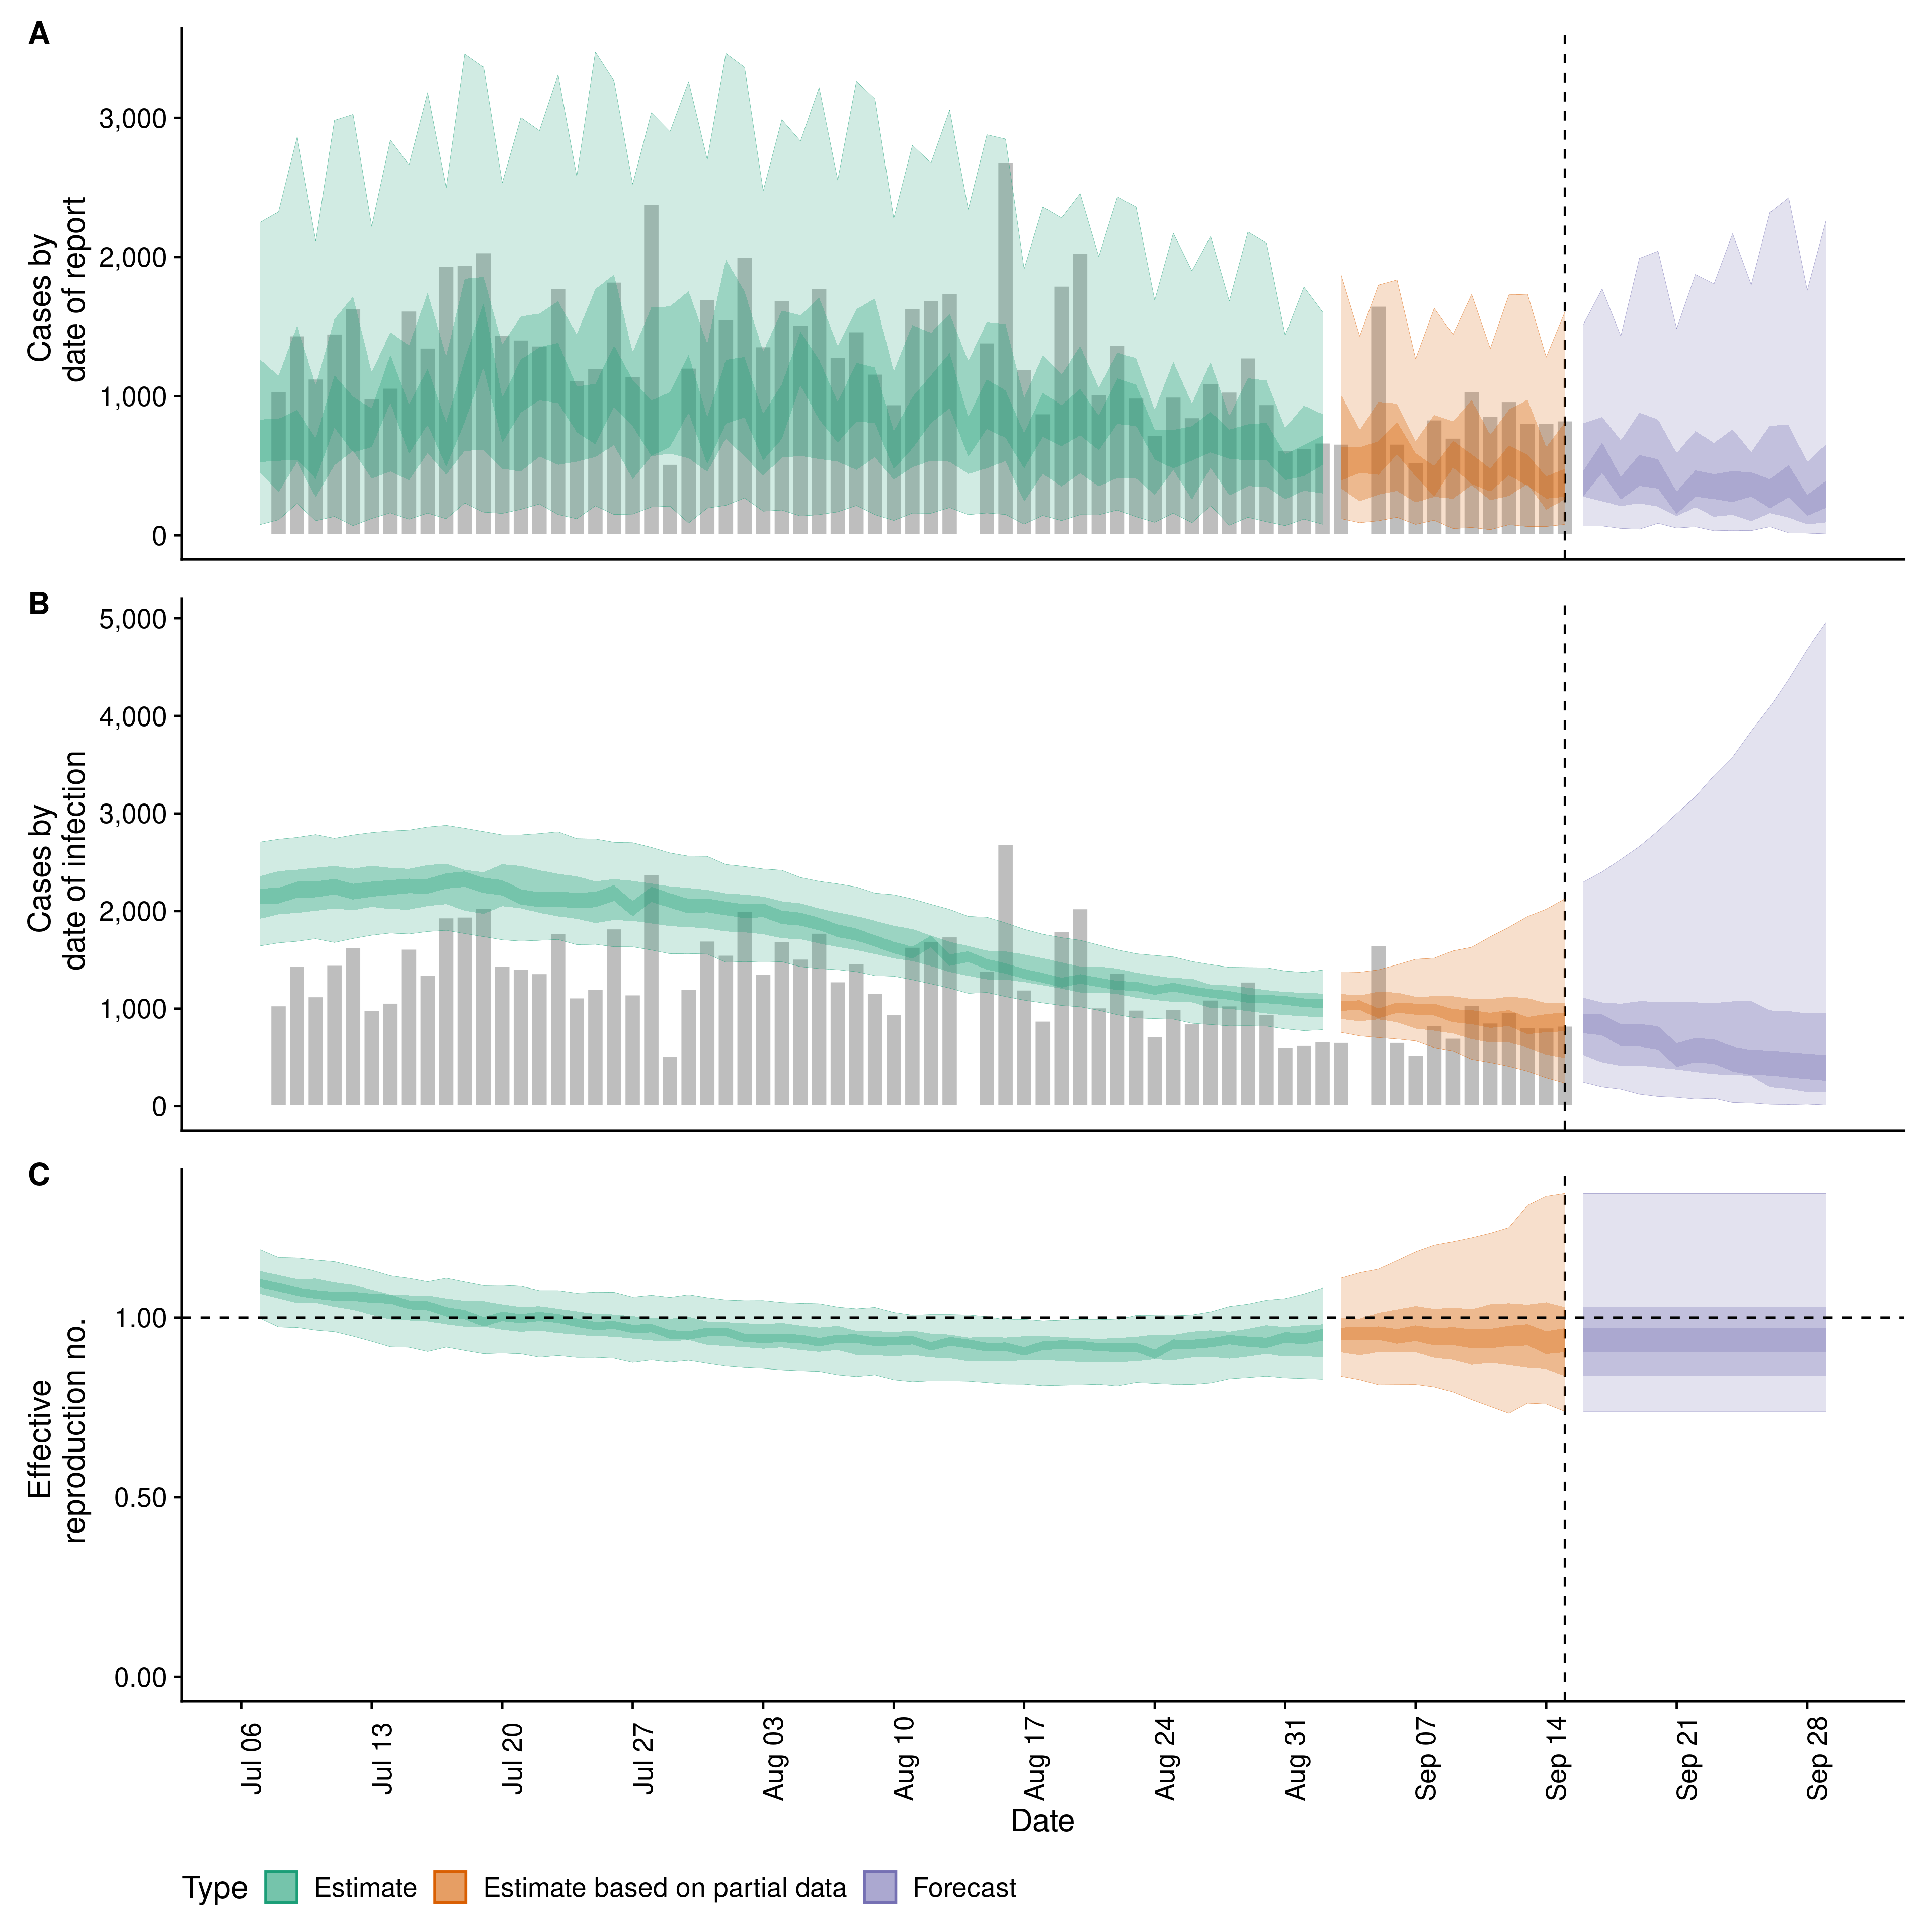 A
Cases by
date of report
3,000
2,000
1,000
0
B
Cases by
date of infection
5,000
4,000
3,000
2,000
1,000
0
C
Effective
reproduction no.
1.00
0.50
0.00
Jul 06
Jul 13
Jul 20
Jul 27
Aug 03
Aug 10
Aug 17
Aug 24
Aug 31
Sep 07
Sep 14
Sep 21
Sep 28
Date
Type Estimate Estimate based on partial data Forecast